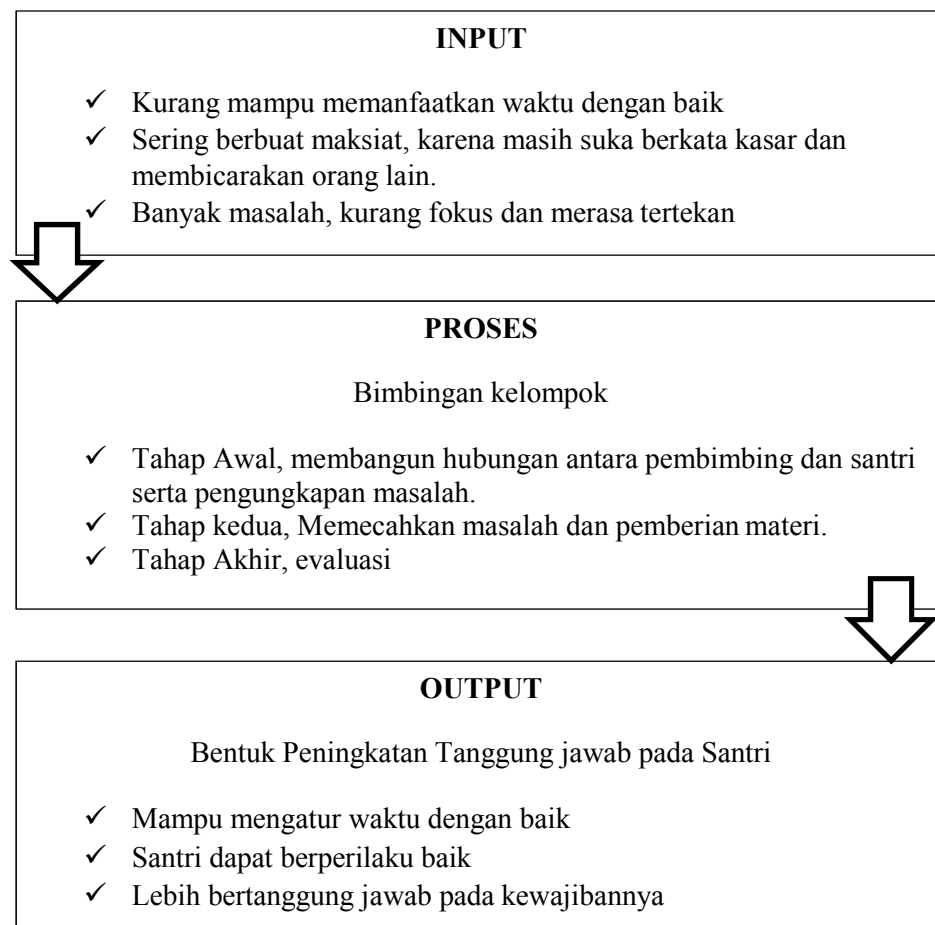 INPUT
✓ Kurang mampu memanfaatkan waktu dengan baik
✓ Sering berbuat maksiat, karena masih suka berkata kasar dan
membicarakan orang lain.
✓ Banyak masalah, kurang fokus dan merasa tertekan
PROSES
Bimbingan kelompok
✓ Tahap Awal, membangun hubungan antara pembimbing dan santri
serta pengungkapan masalah.
✓ Tahap kedua, Memecahkan masalah dan pemberian materi.
✓ Tahap Akhir, evaluasi
OUTPUT
Bentuk Peningkatan Tanggung jawab pada Santri
✓ Mampu mengatur waktu dengan baik
✓ Santri dapat berperilaku baik
✓ Lebih bertanggung jawab pada kewajibannya